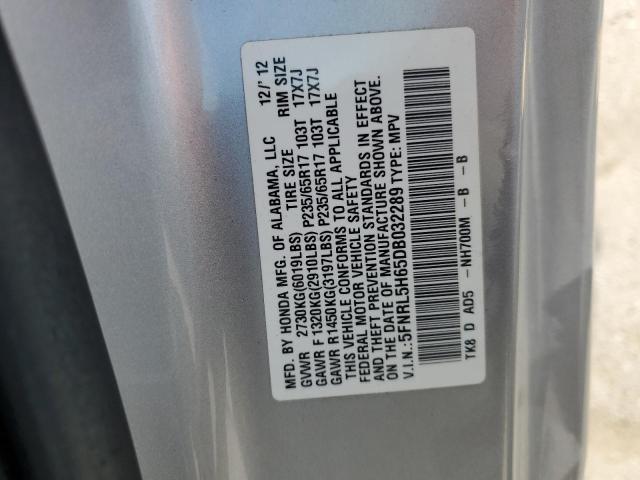 MFD. BY HONDA MFG. OF ALABAMA, LLC 12/'12
TIRE SIZE RIM SIZE
GVWR 2730KG(6019LBS)
GAWR F 1320KG(2910LBS) P235/65R17 103T 17X7J
GAWR R1450KG(3197LBS) P235/65R17 103T 17X7J
THIS VEHICLE CONFORMS TO ALL APPLICABLE
FEDERAL MOTOR VEHICLE SAFETY
AND THEFT PREVENTION STANDARDS IN EFFECT
ON THE DATE OF MANUFACTURE SHOWN ABOVE.
V.I.N.:5FNRL5H65DB032289 TYPE: MPV
TK8 D AD5 -NH700M -B -B